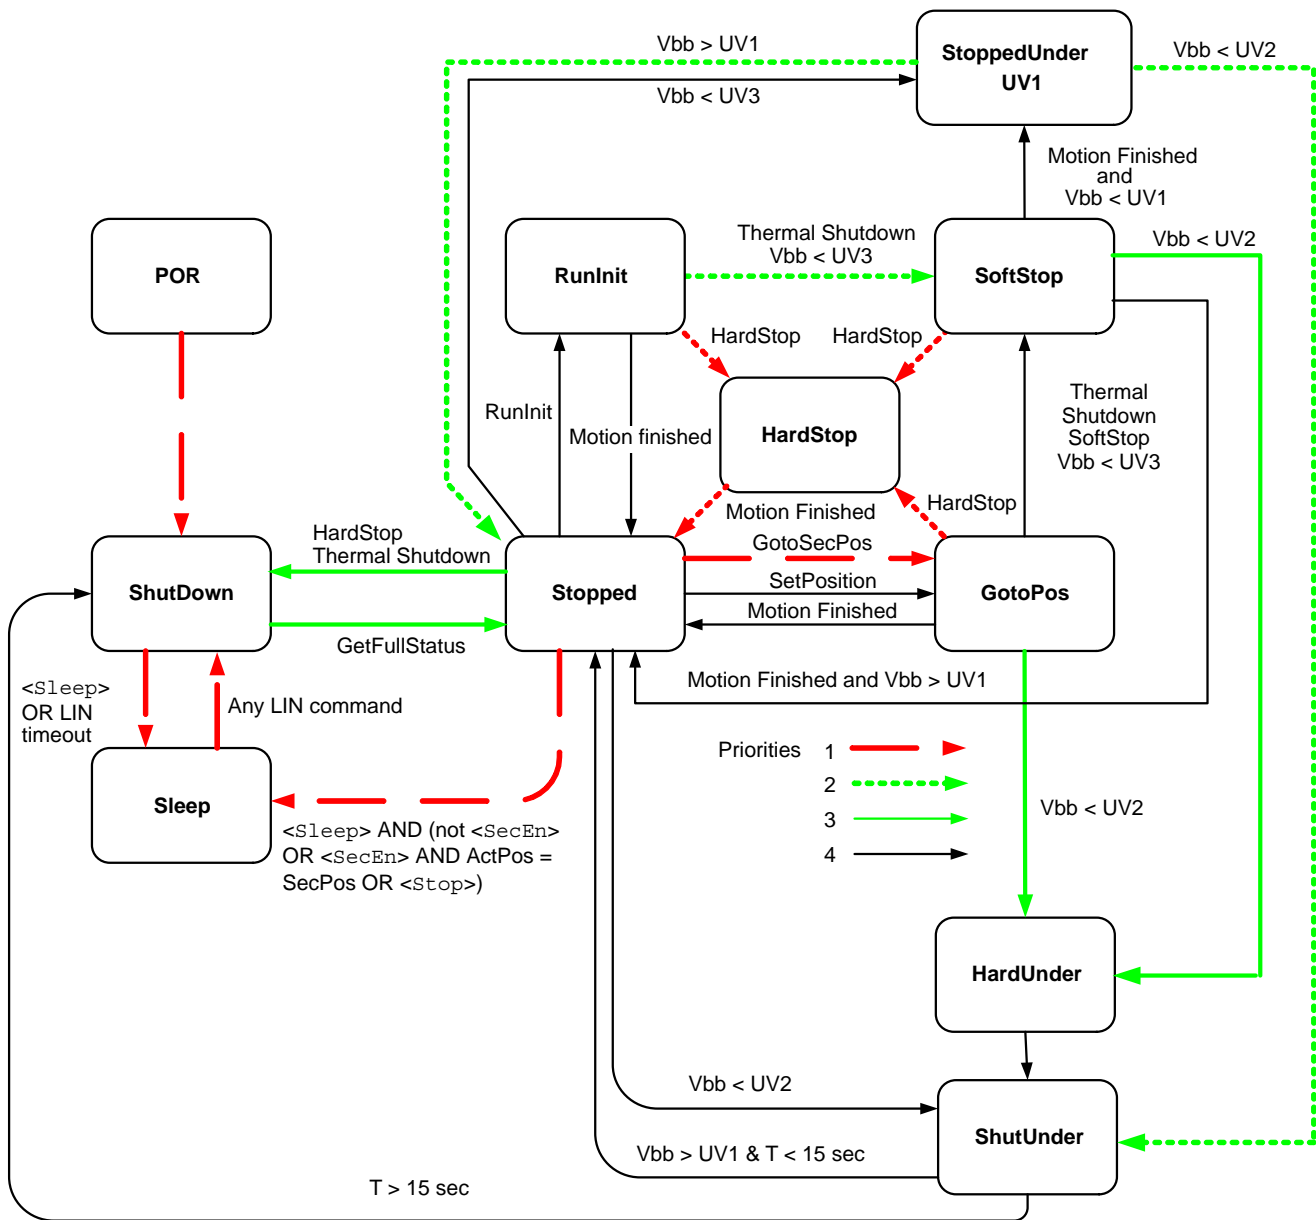 Vbb > UV1
StoppedUnder
UV1
Vbb < UV2
Vbb < UV3
Motion Finished
and
Vbb < UV1
POR
RunInit
Thermal Shutdown
Vbb < UV3
SoftStop
Vbb < UV2
HardStop
HardStop
RunInit
Motion finished
HardStop
Thermal
Shutdown
SoftStop
Vbb < UV3
HardStop
Motion Finished
HardStop
Thermal Shutdown
GotoSecPos
ShutDown
Stopped
SetPosition
GotoPos
Motion Finished
GetFullStatus
<Sleep>
OR LIN
timeout
Any LIN command
Motion Finished and Vbb > UV1
Priorities
1
2
3
4
Sleep
<Sleep> AND (not <SecEn>
OR <SecEn> AND ActPos =
SecPos OR <Stop>)
Vbb < UV2
HardUnder
Vbb < UV2
ShutUnder
Vbb > UV1 & T < 15 sec
T > 15 sec